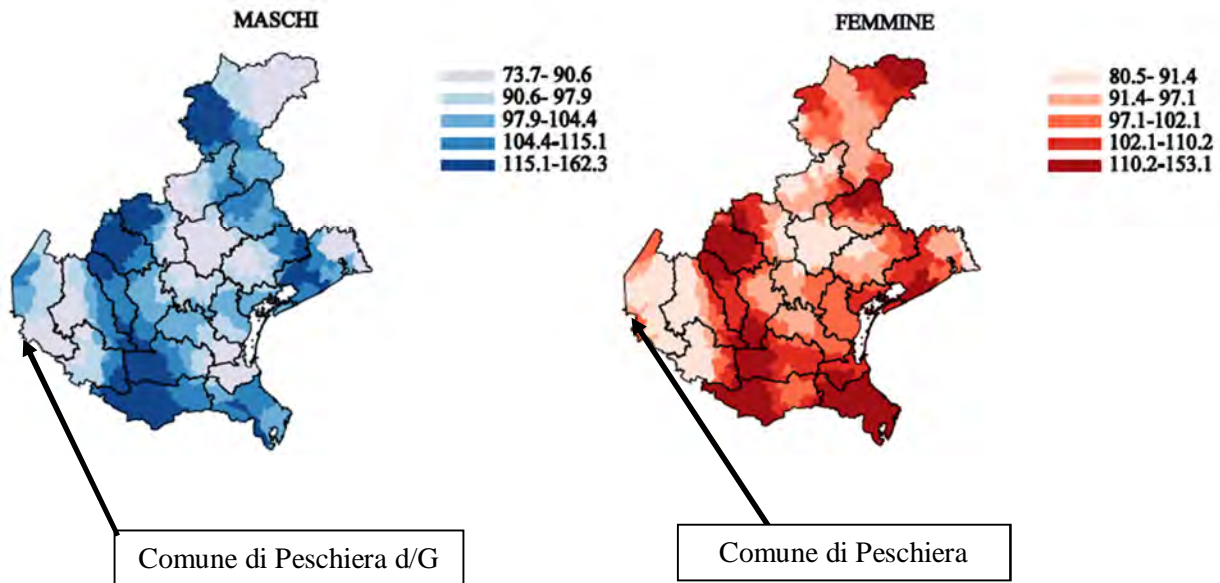 MASCHI
73.7- 90.6
90.6- 97.9
97.9-104.4
104.4-115.1
115.1-162.3
Comune di Peschiera d/G
FEMMINE
80.5- 91.4
91.4- 97.1
97.1-102.1
102.1-110.2
110.2-153.1
Comune di Peschiera